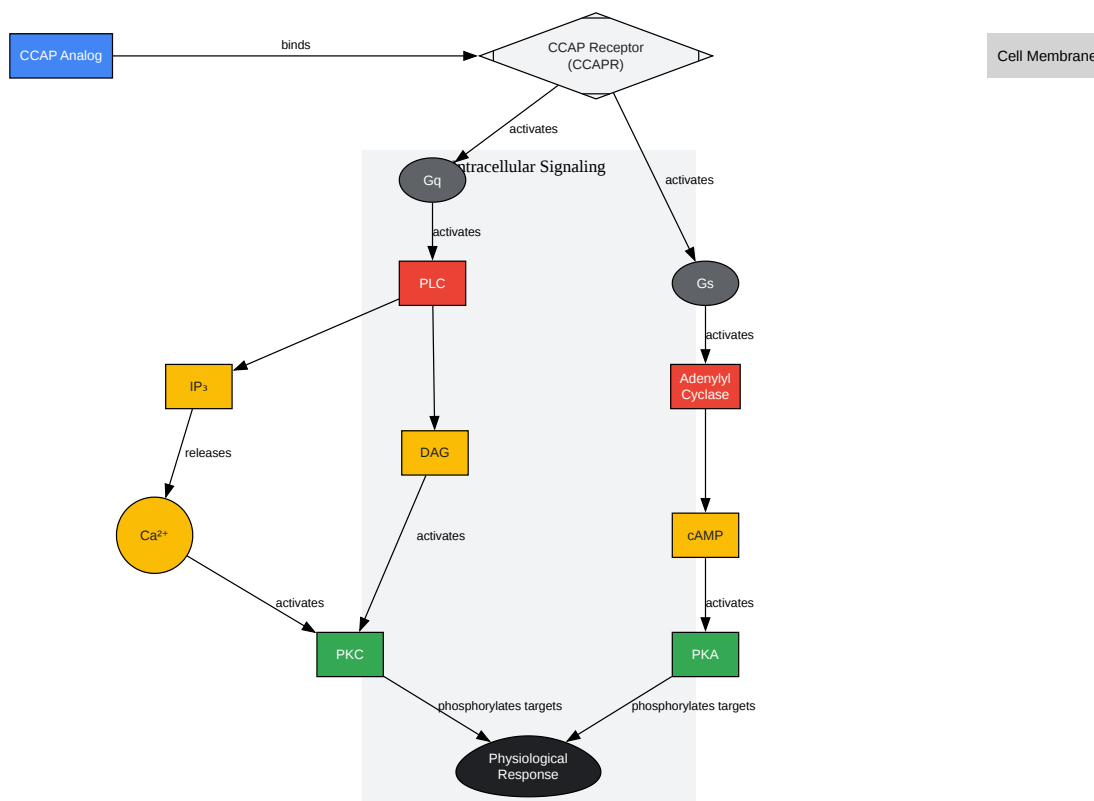 CCAP Analog
binds
CCAP Receptor
(CCAPR)
Cell Membrane
activates
activates
Gq
ntracellular Signaling
activates
PLC
Gs
activates
IP₃
Adenylyl
Cyclase
releases
DAG
Ca²⁺
activates
cAMP
activates
activates
PKC
PKA
phosphorylates targets
phosphorylates targets
Physiological
Response